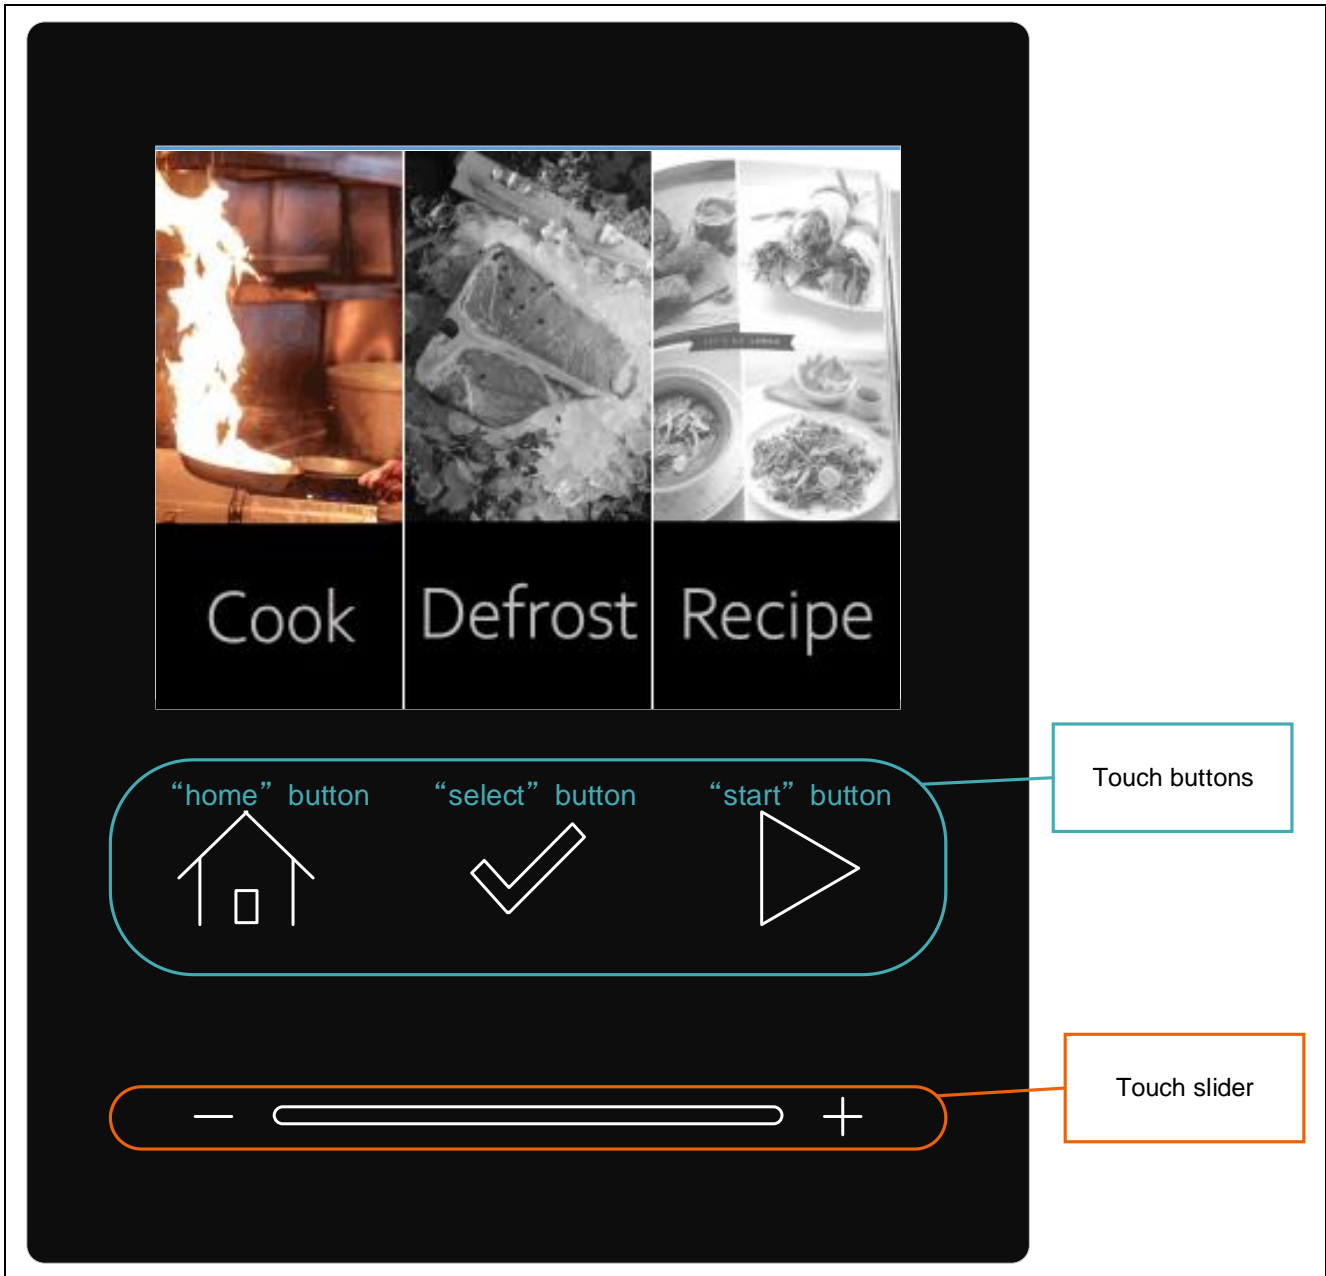 Cook
Defrost
Recipe
“home” button
“select” button
“start” button
Touch buttons
Touch slider